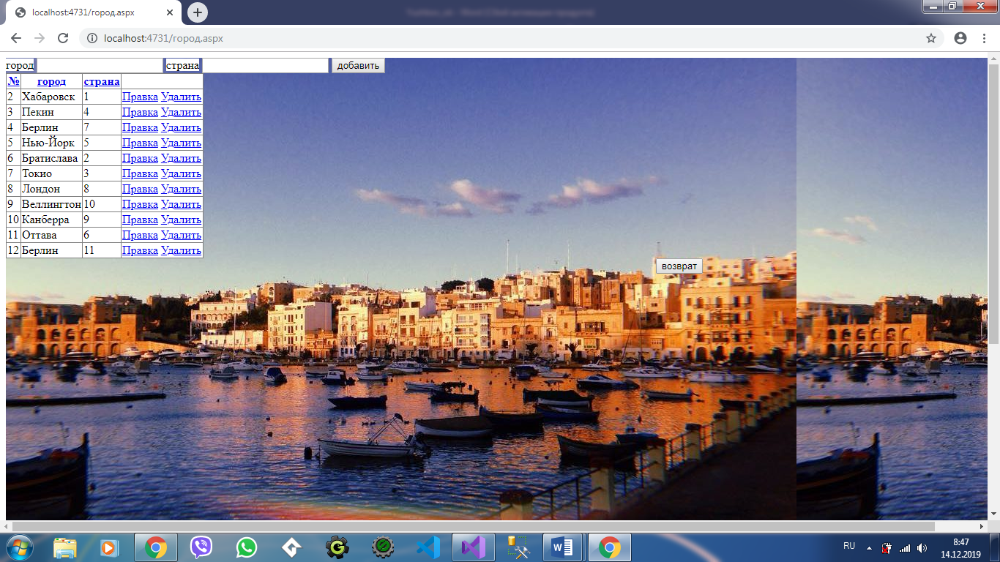 localhost:4731/город.aspx
localhost:4731/город.aspx
город страна добавить
№ город страна
2 Хабаровск 1 Правка Удалить
3 Пекин 4 Правка Удалить
4 Берлин 7 Правка Удалить
5 Нью-Йорк 5 Правка Удалить
6 Братислава 2 Правка Удалить
7 Токио 3 Правка Удалить
8 Лондон 8 Правка Удалить
9 Веллингтон 10 Правка Удалить
10 Канберра 9 Правка Удалить
11 Оттава 6 Правка Удалить
12 Берлин 11 Правка Удалить
возврат
RU
8:47
14.12.2019